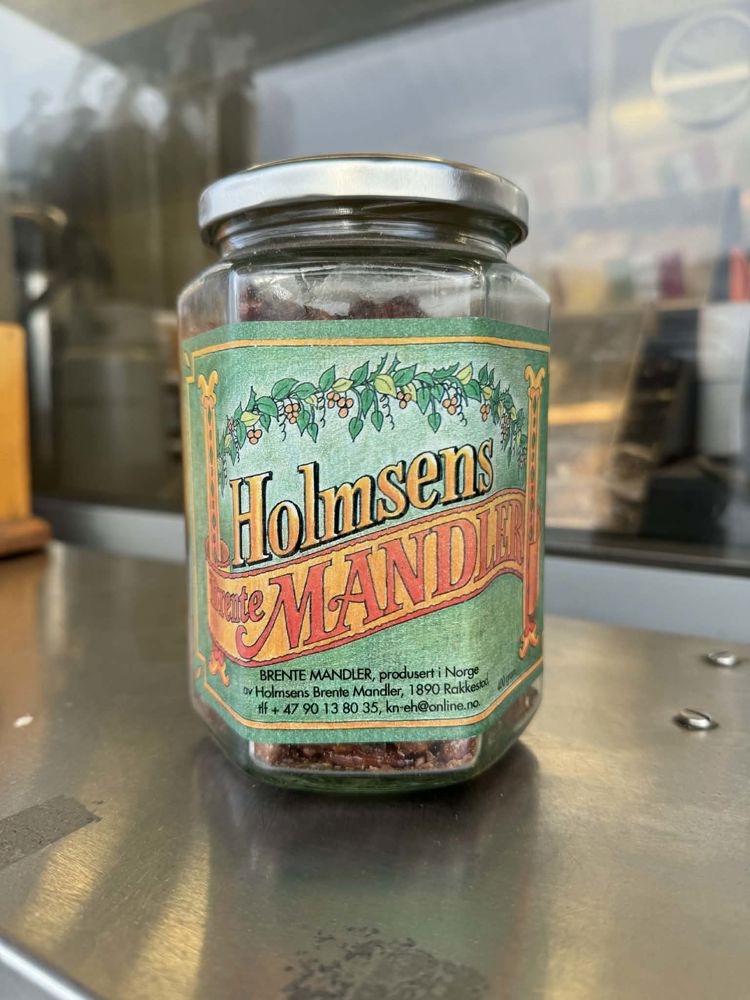 Holmsens
Brente MANDLER
BRENTE MANDLER, produsert i Norge
av Holmsens Brente Mandler, 1890 Rakkestad
tlf + 47 90 13 80 35, kn-eh@online.no.